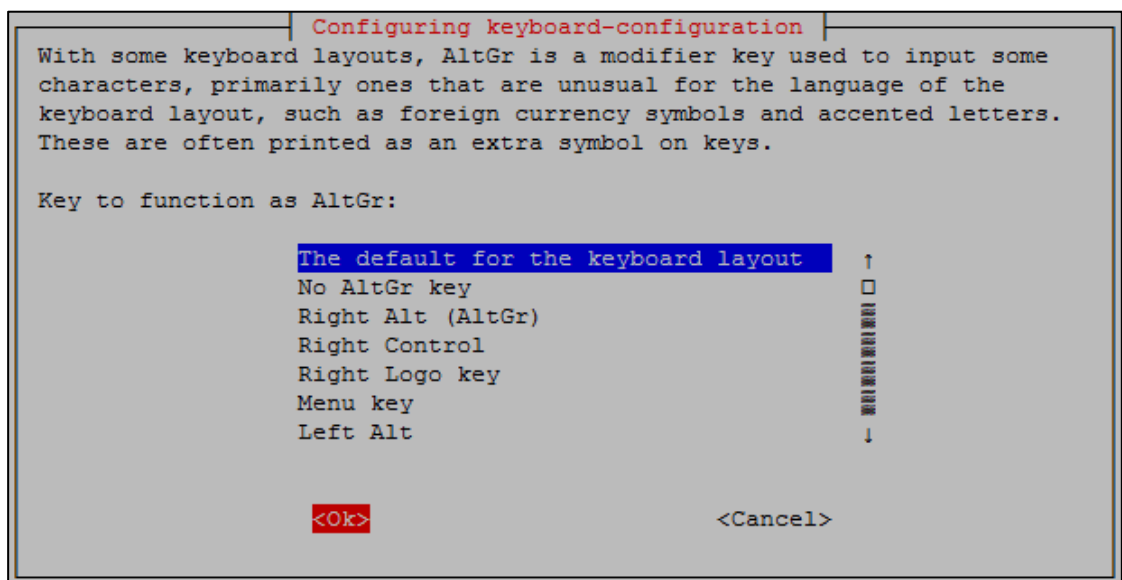 Configuring keyboard-configuration
With some keyboard layouts, AltGr is a modifier key used to input some
characters, primarily ones that are unusual for the language of the
keyboard layout, such as foreign currency symbols and accented letters.
These are often printed as an extra symbol on keys.
Key to function as AltGr:
The default for the keyboard layout
No AltGr key
Right Alt (AltGr)
Right Control
Right Logo key
Menu key
Left Alt
<Ok> <Cancel>